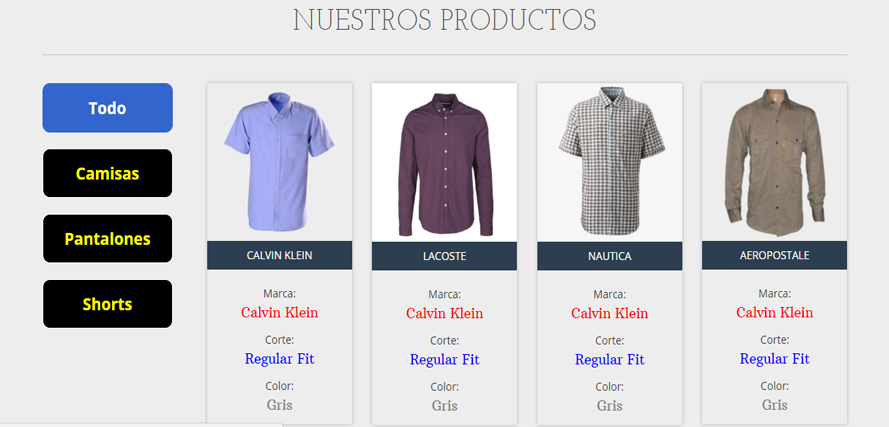 NUESTROS PRODUCTOS
Todo
Camisas
Pantalones
Shorts
CALVIN KLEIN
Marca:
Calvin Klein
Corte:
Regular Fit
Color:
Gris
LACOSTE
Marca:
Calvin Klein
Corte:
Regular Fit
Color:
Gris
NAUTICA
Marca:
Calvin Klein
Corte:
Regular Fit
Color:
Gris
AEROPOSTALE
Marca:
Calvin Klein
Corte:
Regular Fit
Color:
Gris